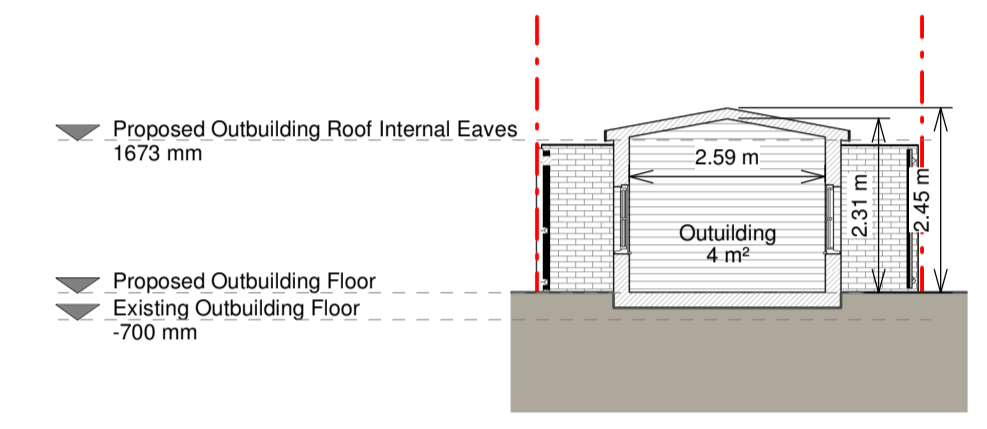 Proposed Outbuilding Roof Internal Eaves
1673 mm
2.59 m
2.31 m
2.45 m
Outuilding
4 m²
Proposed Outbuilding Floor
Existing Outbuilding Floor
-700 mm